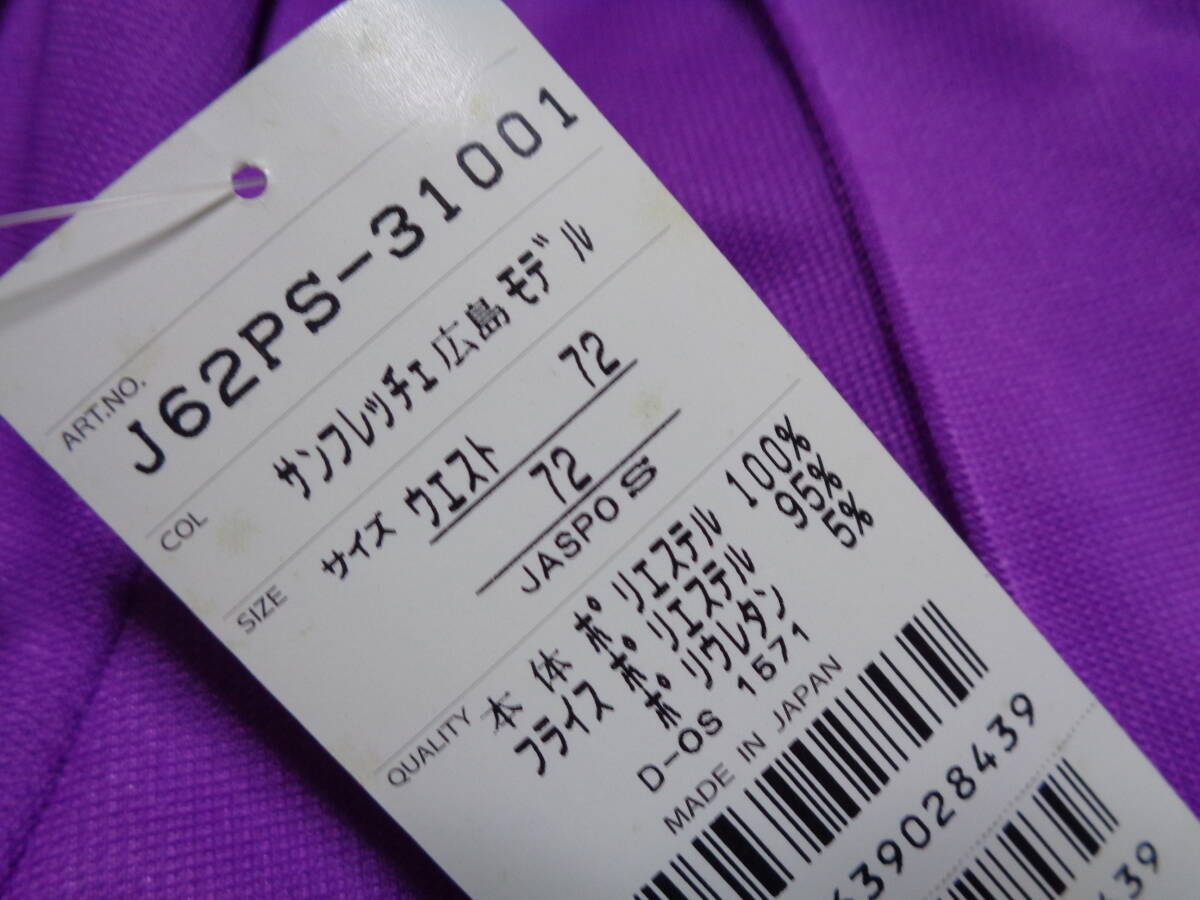 ART.NO.
J62PS-31001
COL
サンフレッチェ広島モデル
SIZE
サイズ ウエスト 72
72
JASPO S
QUALITY 本体 ポリエステル 100%
フライス ポリエステル 95%
ポリウレタン 5%
D-OS 1571
MADE IN JAPAN
639028439
39